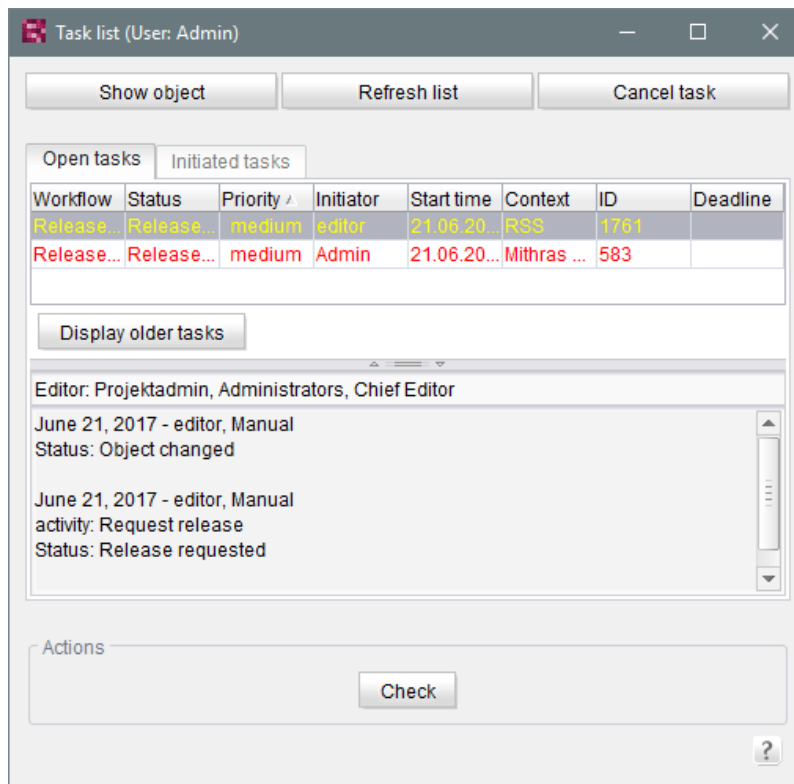 Task list (User: Admin)
Show object Refresh list Cancel task
Open tasks Initiated tasks
Workflow Status Priority Initiator Start time Context ID Deadline
Release... Release... medium editor 21.06.20... RSS 1761
Release... Release... medium Admin 21.06.20... Mithras ... 583
Display older tasks
Editor: Projektadmin, Administrators, Chief Editor
June 21, 2017 - editor, Manual
Status: Object changed
June 21, 2017 - editor, Manual
activity: Request release
Status: Release requested
Actions
Check
?